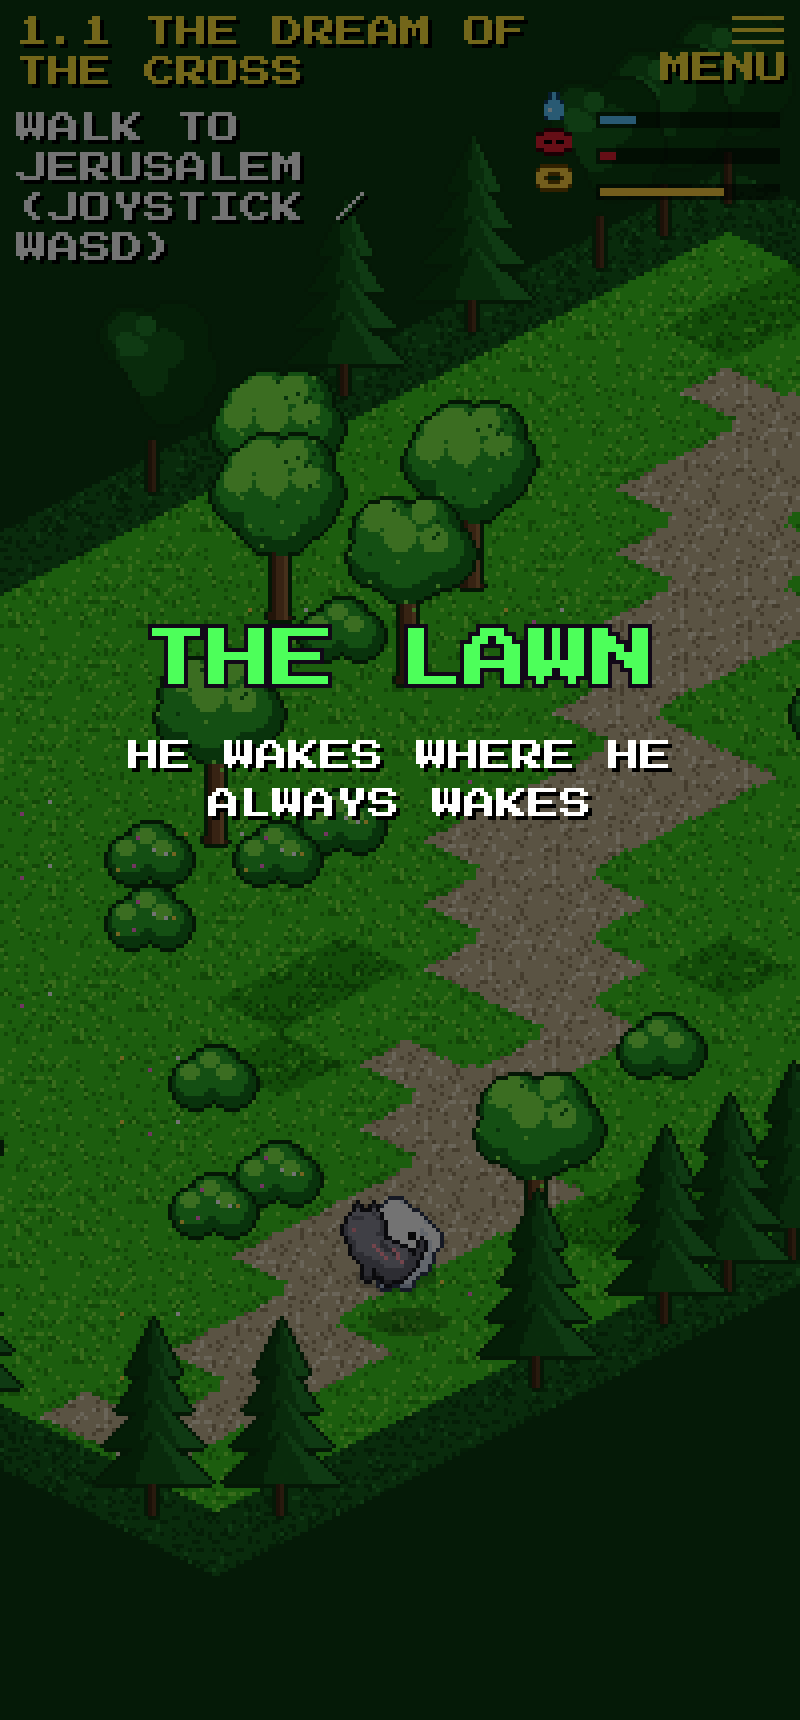 1.1 THE DREAM OF
THE CROSS
MENU
WALK TO
JERUSALEM
(JOYSTICK /
WASD)
THE LAWN
HE WAKES WHERE HE
ALWAYS WAKES